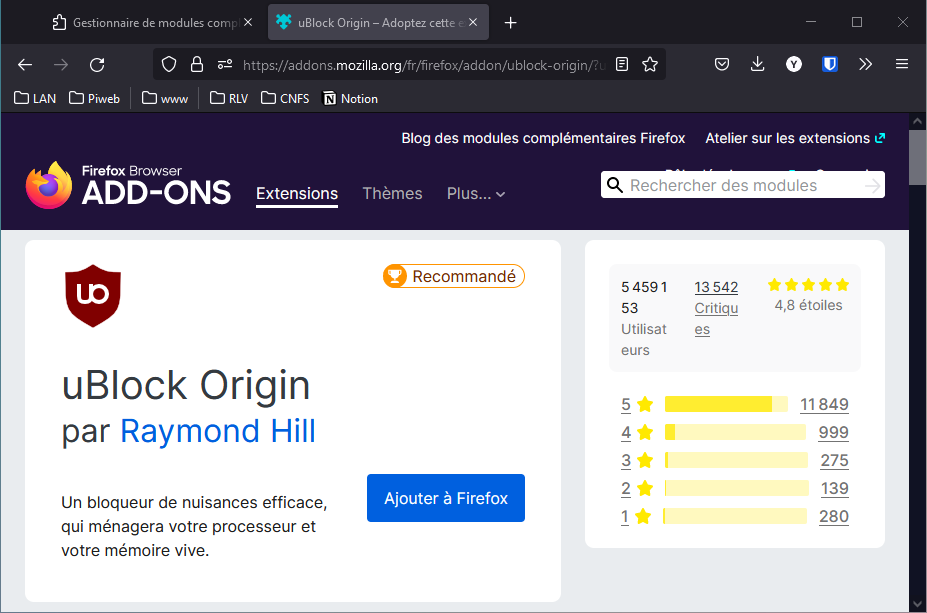 Gestionnaire de modules compl
uBlock Origin – Adoptez cette e
https://addons.mozilla.org/fr/firefox/addon/ublock-origin/?u
Y
LAN
Piweb
www
RLV
CNFS
N
Notion
Blog des modules complémentaires Firefox
Atelier sur les extensions
Firefox Browser
ADD-ONS
Extensions
Thèmes
Plus...
Rechercher des modules
uo
Recommandé
uBlock Origin
par Raymond Hill
Un bloqueur de nuisances efficace,
qui ménagera votre processeur et
votre mémoire vive.
Ajouter à Firefox
5 459 1
53
Utilisat
eurs
13 542
Critiqu
es
4,8 étoiles
5 11 849
4 999
3 275
2 139
1 280